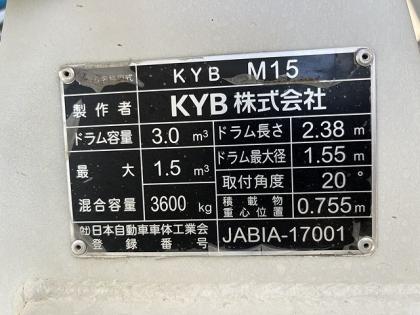 KYB M15
製作者 KYB株式会社
ドラム容量 3.0 m³ ドラム長さ 2.38 m
最大 1.5 m³ ドラム最大径 1.55 m
混合容量 3600 kg 取付角度 20°
積載物重心位置 0.755 m
(社)日本自動車車体工業会
登録番号 JABIA-17001